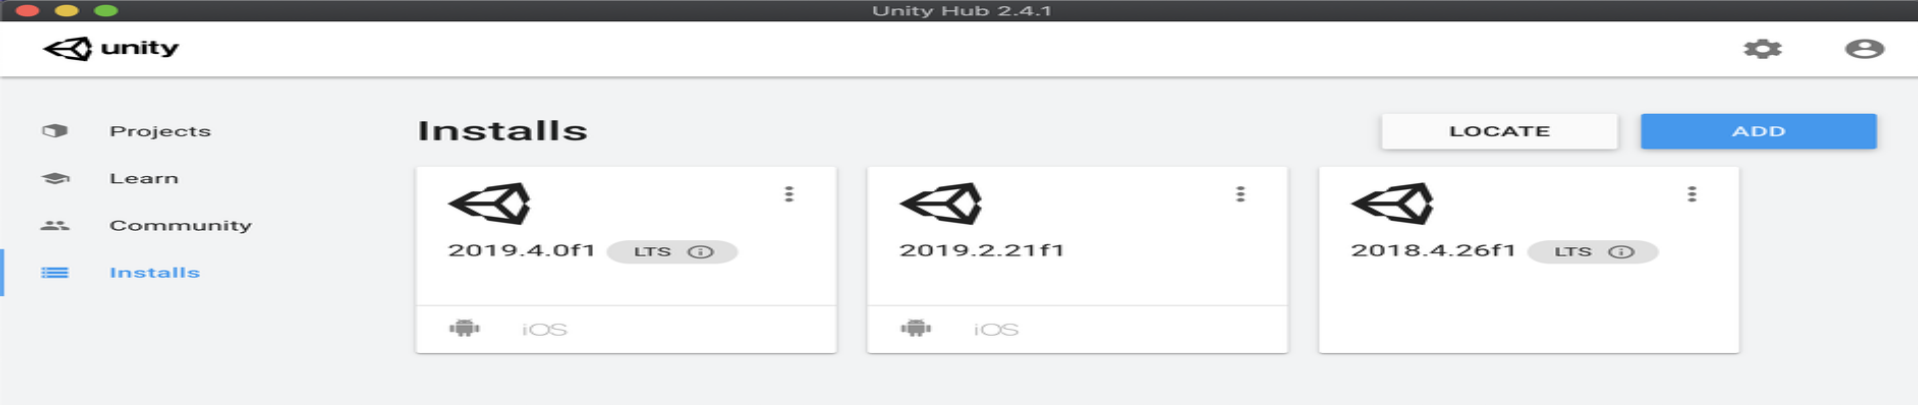 Unity Hub 2.4.1
unity
Projects
Learn
Community
Installs
Installs
LOCATE
ADD
2019.4.0f1 LTS
iOS
2019.2.21f1
iOS
2018.4.26f1 LTS